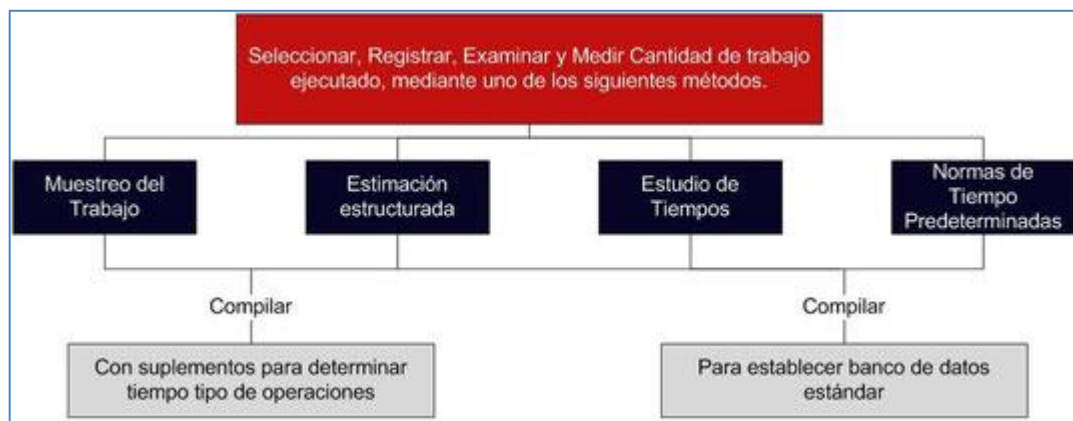 Seleccionar, Registrar, Examinar y Medir Cantidad de trabajo
ejecutado, mediante uno de los siguientes métodos.
Muestreo del
Trabajo
Estimación
estructurada
Estudio de
Tiempos
Normas de
Tiempo
Predeterminadas
Compilar
Compilar
Con suplementos para determinar
tiempo tipo de operaciones
Para establecer banco de datos
estándar